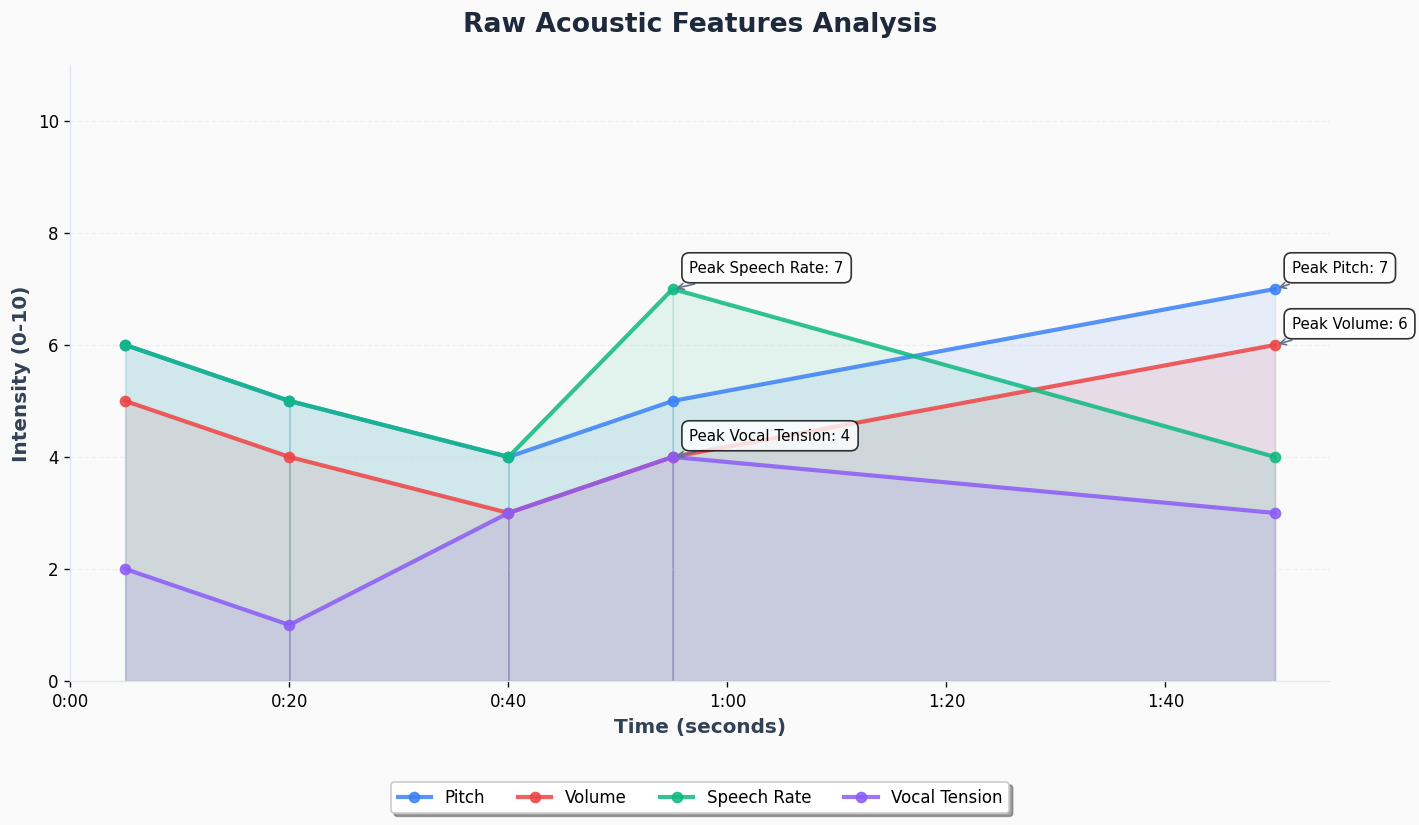 Raw Acoustic Features Analysis
Intensity (0-10)
10
8
6
4
2
0
Peak Speech Rate: 7
Peak Pitch: 7
Peak Volume: 6
Peak Vocal Tension: 4
0:00 0:20 0:40 1:00 1:20 1:40
Time (seconds)
Pitch Volume Speech Rate Vocal Tension